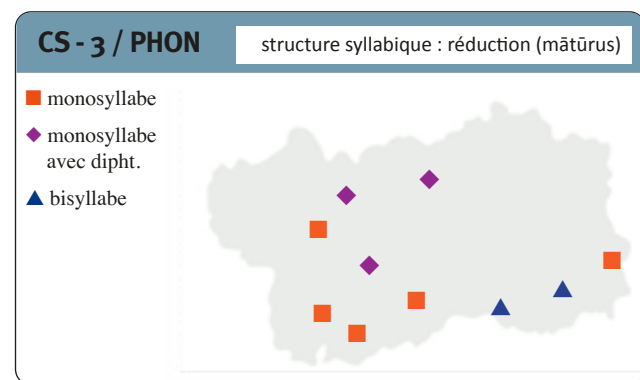 CS - 3 / PHON
structure syllabique : réduction (mātūrus)
monosyllabe
monosyllabe
avec dipht.
bisyllabe